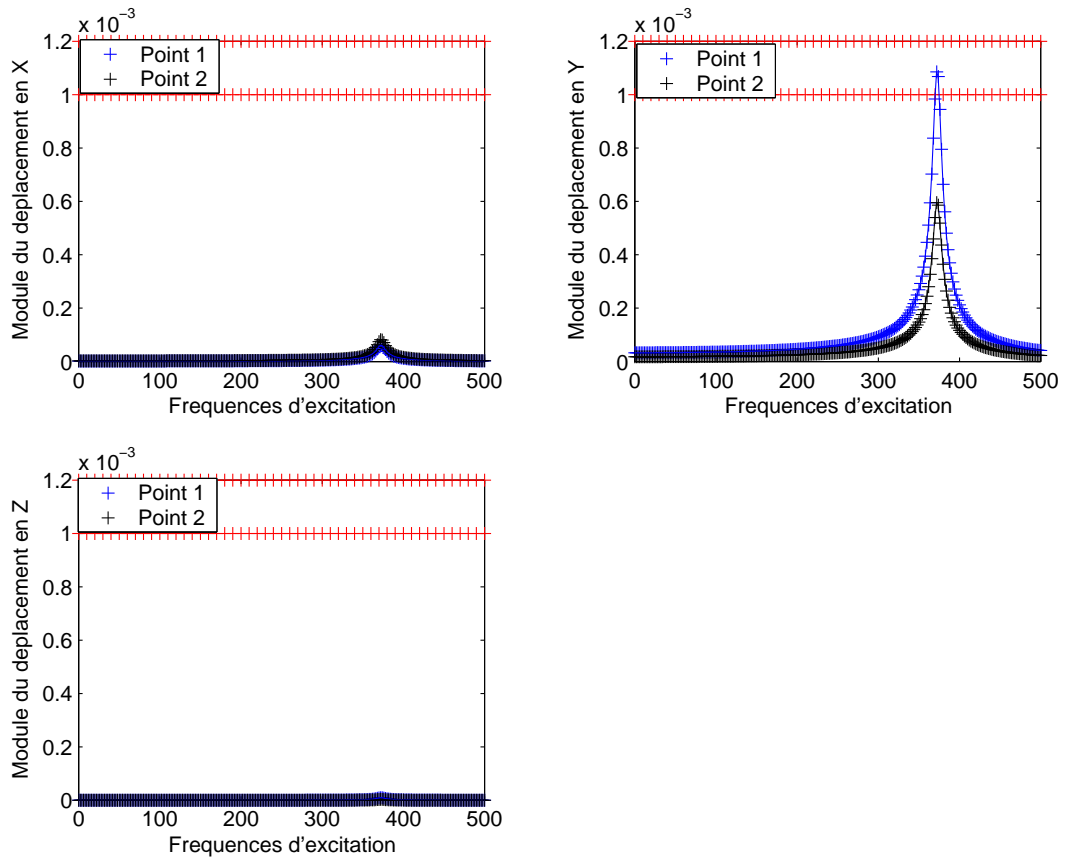 x 10⁻³
1.2
1
0.8
0.6
0.4
0.2
0
Module du deplacement en X
Point 1
Point 2
0 100 200 300 400 500
Frequences d'excitation
x 10⁻³
1.2
1
0.8
0.6
0.4
0.2
0
Module du deplacement en Y
Point 1
Point 2
0 100 200 300 400 500
Frequences d'excitation
x 10⁻³
1.2
1
0.8
0.6
0.4
0.2
0
Module du deplacement en Z
Point 1
Point 2
0 100 200 300 400 500
Frequences d'excitation